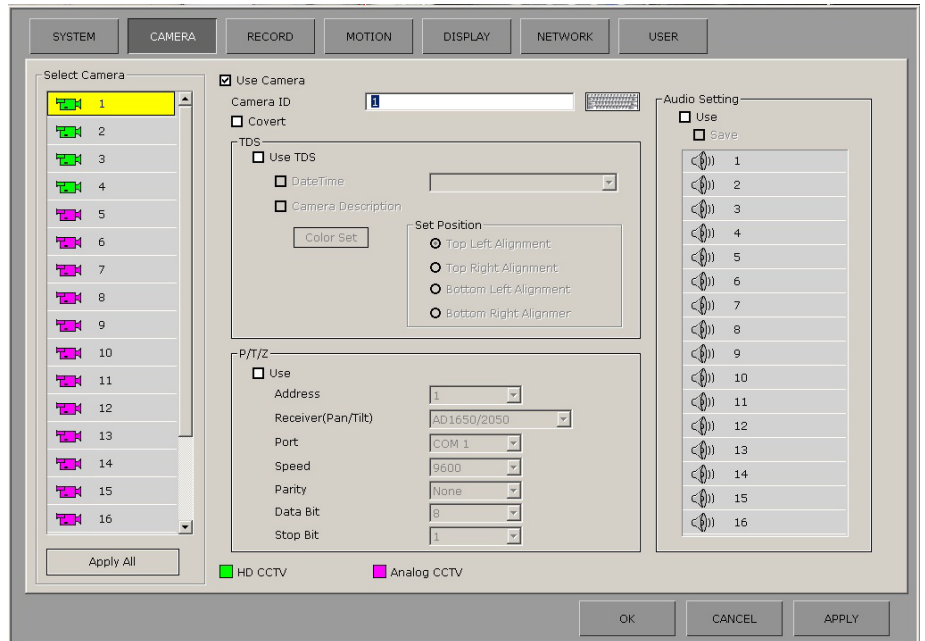 SYSTEM CAMERA RECORD MOTION DISPLAY NETWORK USER
Select Camera
1
2
3
4
5
6
7
8
9
10
11
12
13
14
15
16
Apply All
Use Camera
Camera ID 1
Covert
TDS
Use TDS
DateTime
Camera Description
Color Set
Set Position
Top Left Alignment
Top Right Alignment
Bottom Left Alignment
Bottom Right Alignmer
P/T/Z
Use
Address 1
Receiver(Pan/Tilt) AD1650/2050
Port COM 1
Speed 9600
Parity None
Data Bit 8
Stop Bit 1
HD CCTV Analog CCTV
Audio Setting
Use
Save
1
2
3
4
5
6
7
8
9
10
11
12
13
14
15
16
OK CANCEL APPLY